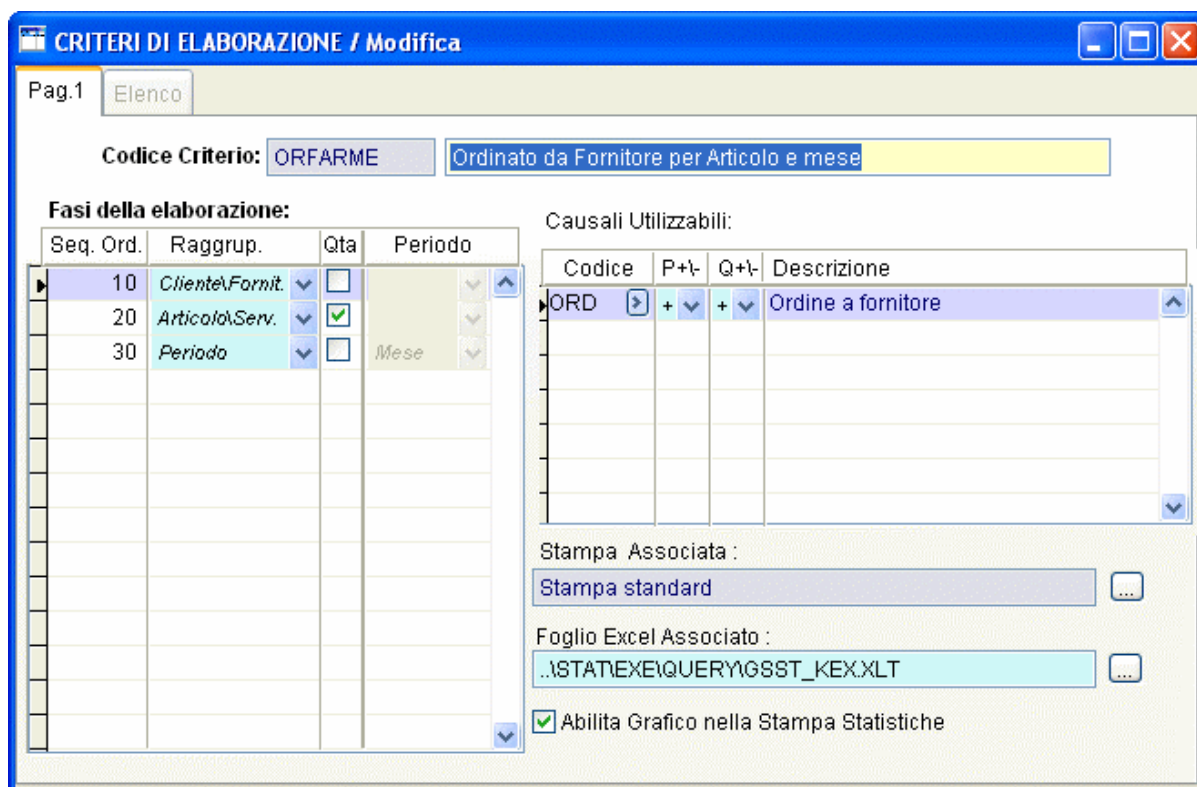 CRITERI DI ELABORAZIONE / Modifica
Pag.1 Elenco
Codice Criterio: ORFARME Ordinato da Fornitore per Articolo e mese
Fasi della elaborazione:
Seq. Ord. Raggrup. Qta Periodo
10 Cliente\Fornit.
20 Articolo\Serv.
30 Periodo Mese
Causali Utilizzabili:
Codice P+\- Q+\- Descrizione
ORD + + Ordine a fornitore
Stampa Associata :
Stampa standard
...
Foglio Excel Associato :
..\STAT\EXE\QUERY\GSST_KEX.XLT
...
Abilita Grafico nella Stampa Statistiche